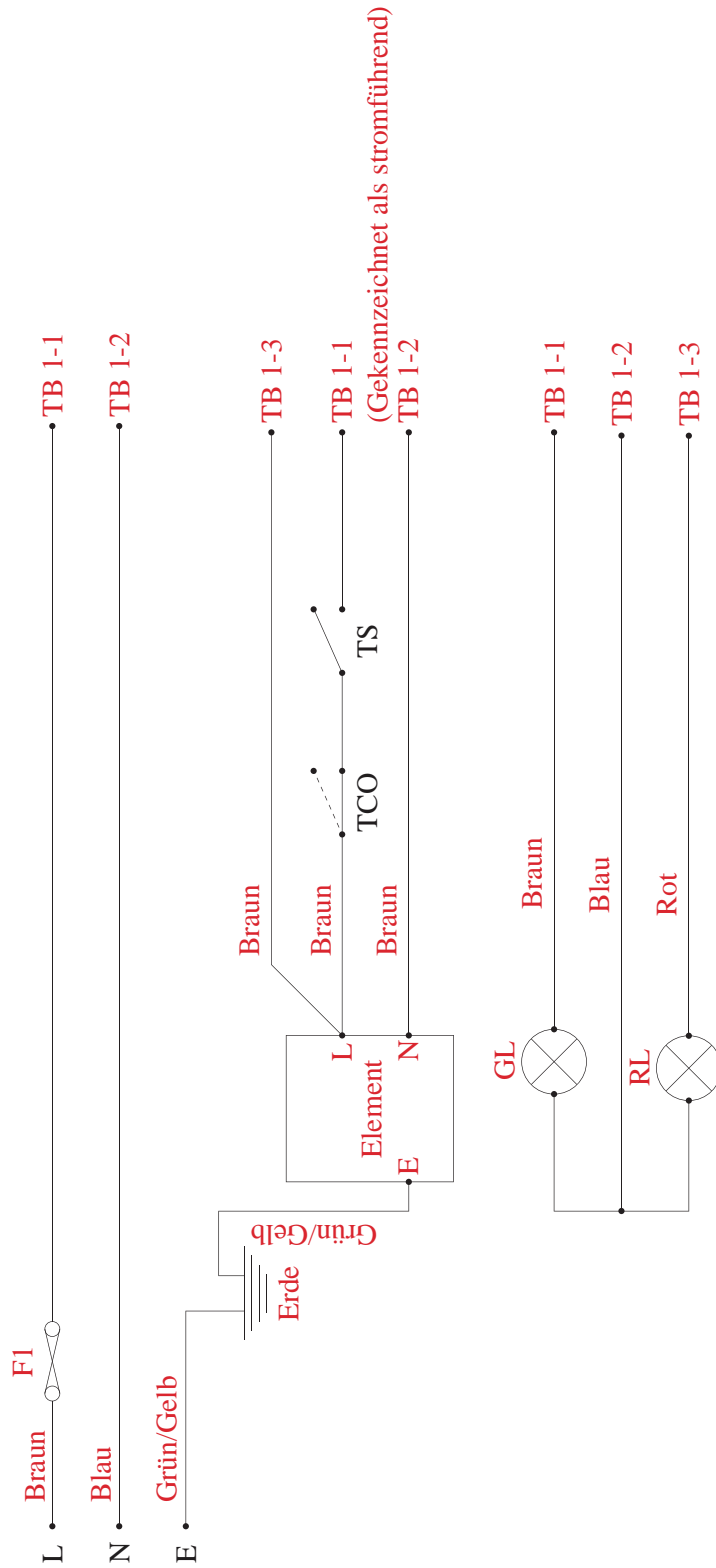 L Braun F1 TB 1-1
N Blau TB 1-2
E Grün/Gelb
Erde
Grün/Gelb
Braun TB 1-3
L Braun TCO TS TB 1-1
(Gekennzeichnet als stromführend)
Element
E N Braun TB 1-2
GL Braun TB 1-1
Blau TB 1-2
RL Rot TB 1-3